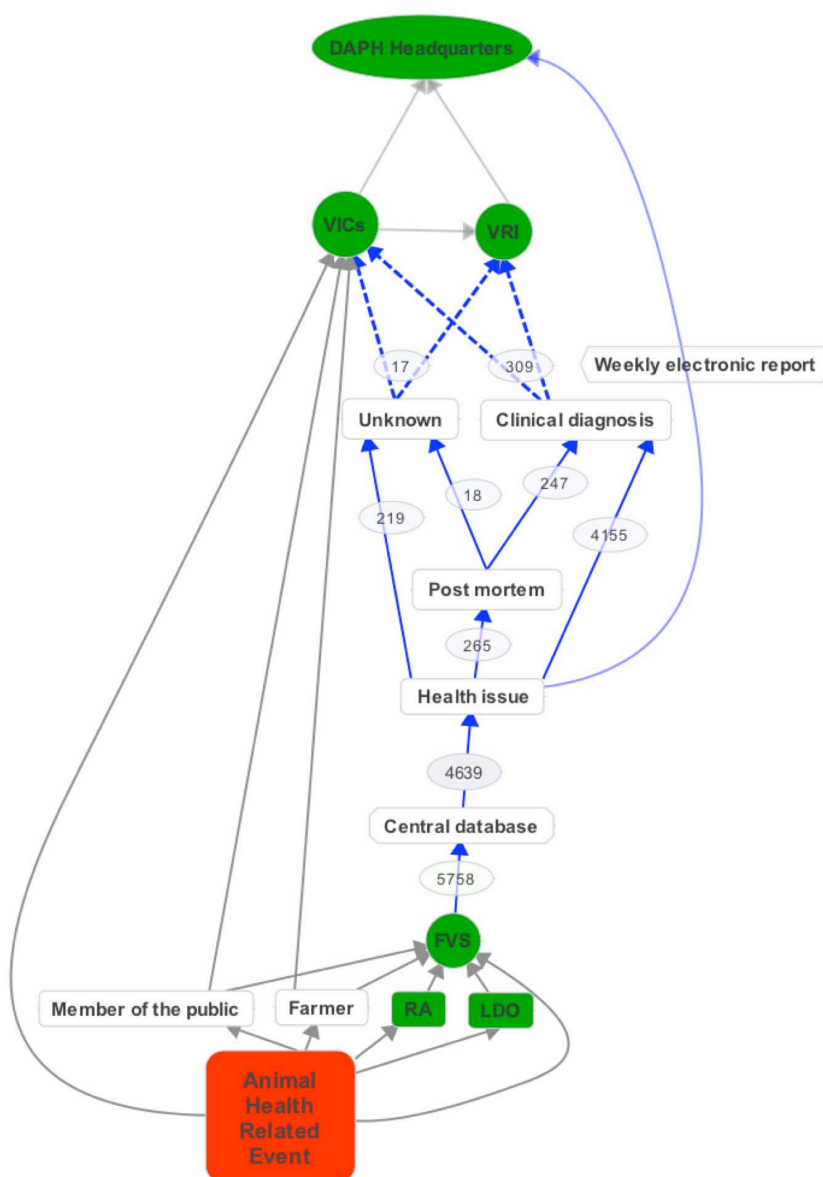 DAPH Headquarters
VICs
VRI
17
309
Weekly electronic report
Unknown
Clinical diagnosis
18
247
219
4155
Post mortem
265
Health issue
4639
Central database
5758
FVS
Member of the public
Farmer
RA
LDO
Animal
Health
Related
Event